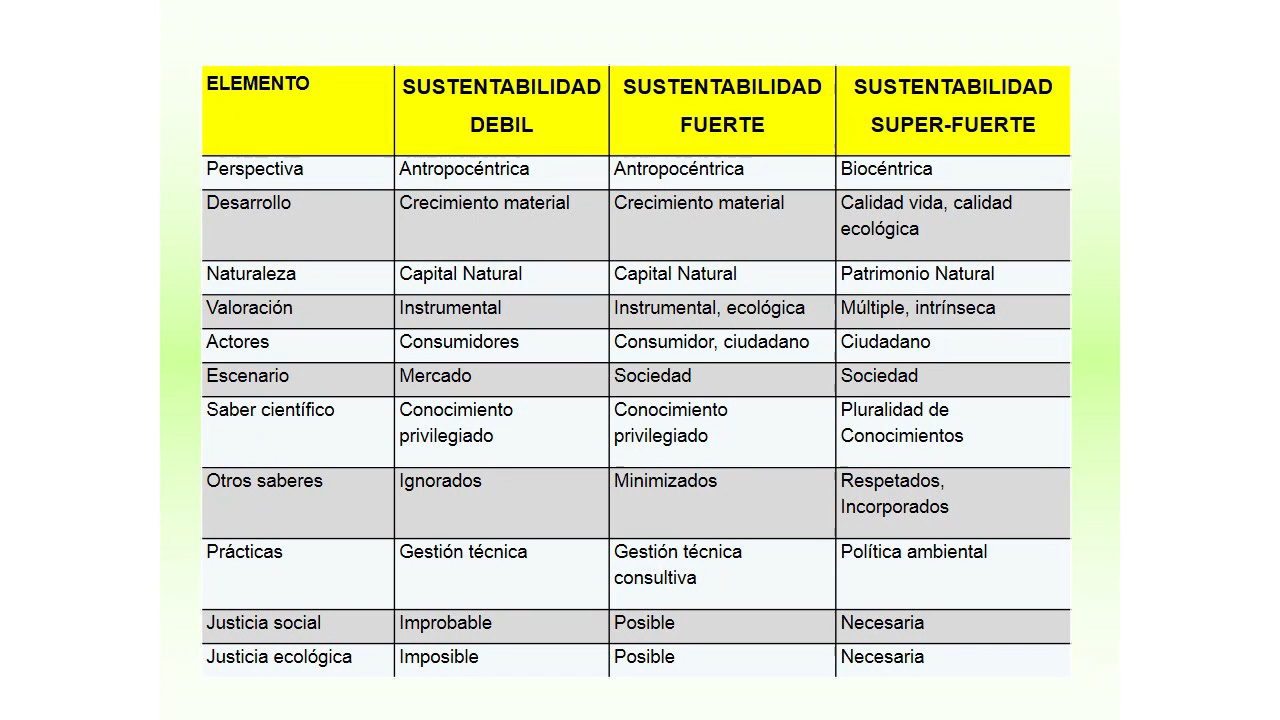 ELEMENTO SUSTENTABILIDAD DEBIL SUSTENTABILIDAD FUERTE SUSTENTABILIDAD SUPER-FUERTE
Perspectiva Antropocéntrica Antropocéntrica Biocéntrica
Desarrollo Crecimiento material Crecimiento material Calidad vida, calidad ecológica
Naturaleza Capital Natural Capital Natural Patrimonio Natural
Valoración Instrumental Instrumental, ecológica Múltiple, intrínseca
Actores Consumidores Consumidor, ciudadano Ciudadano
Escenario Mercado Sociedad Sociedad
Saber científico Conocimiento privilegiado Conocimiento privilegiado Pluralidad de Conocimientos
Otros saberes Ignorados Minimizados Respetados, Incorporados
Prácticas Gestión técnica Gestión técnica consultiva Política ambiental
Justicia social Improbable Posible Necesaria
Justicia ecológica Imposible Posible Necesaria